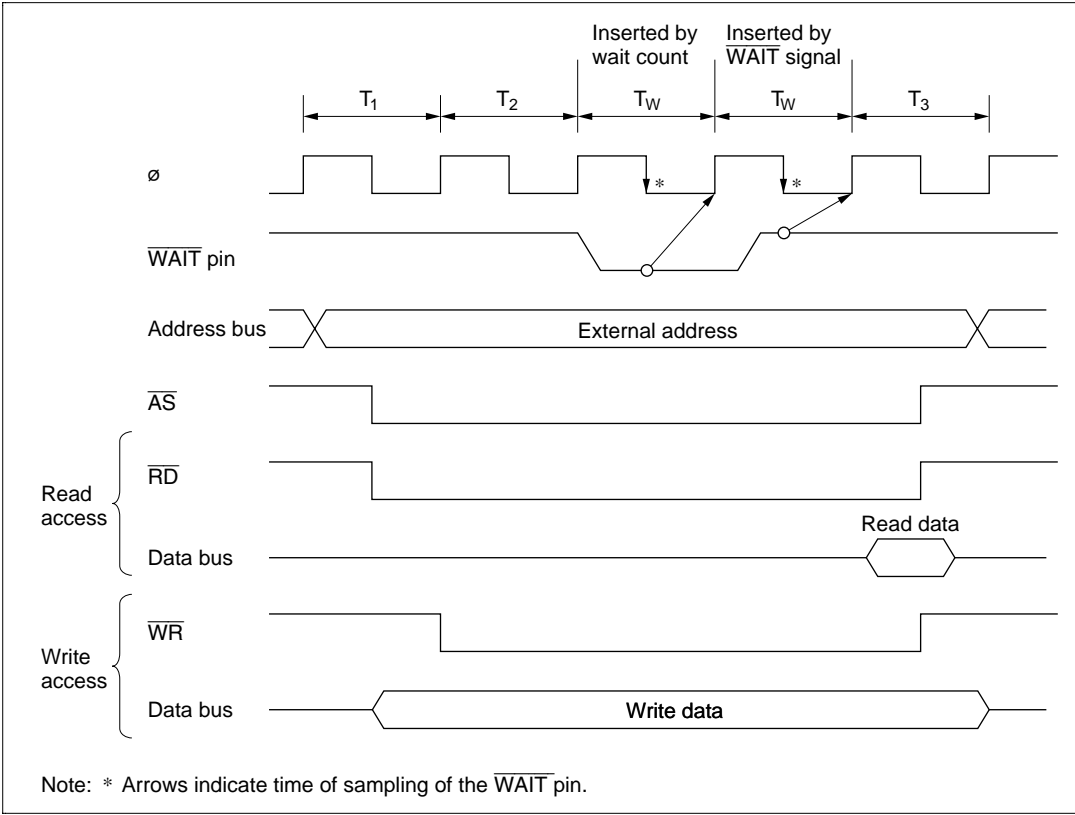 Inserted by
wait count
Inserted by
WAIT signal
T1
T2
TW
TW
T3
ø
*
*
WAIT pin
Address bus
External address
AS
Read
access
RD
Read data
Data bus
Write
access
WR
Data bus
Write data
Note: * Arrows indicate time of sampling of the WAIT pin.